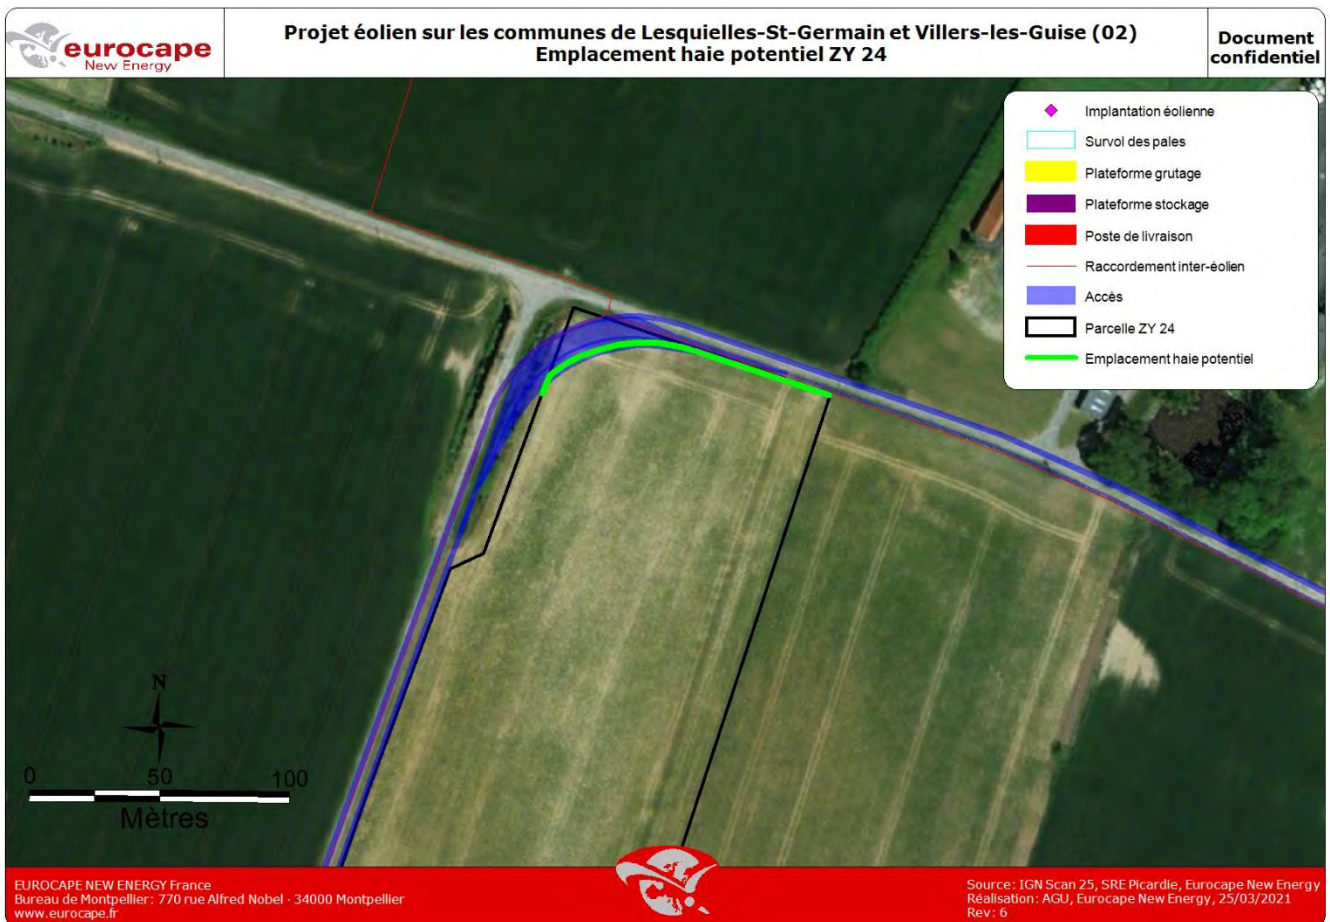 eurocape
New Energy
Projet éolien sur les communes de Lesquielles-St-Germain et Villers-les-Guise (02)
Emplacement haie potentiel ZY 24
Document
confidentiel
Implantation éolienne
Survol des pales
Plateforme grutage
Plateforme stockage
Poste de livraison
Raccordement inter-éolien
Accès
Parcelle ZY 24
Emplacement haie potentiel
N
0 50 100
Mètres
EUROCAPE NEW ENERGY France
Bureau de Montpellier: 770 rue Alfred Nobel - 34000 Montpellier
www.eurocape.fr
Source: IGN Scan 25, SRE Picardie, Eurocape New Energy
Réalisation: AGU, Eurocape New Energy, 25/03/2021
Rev: 6